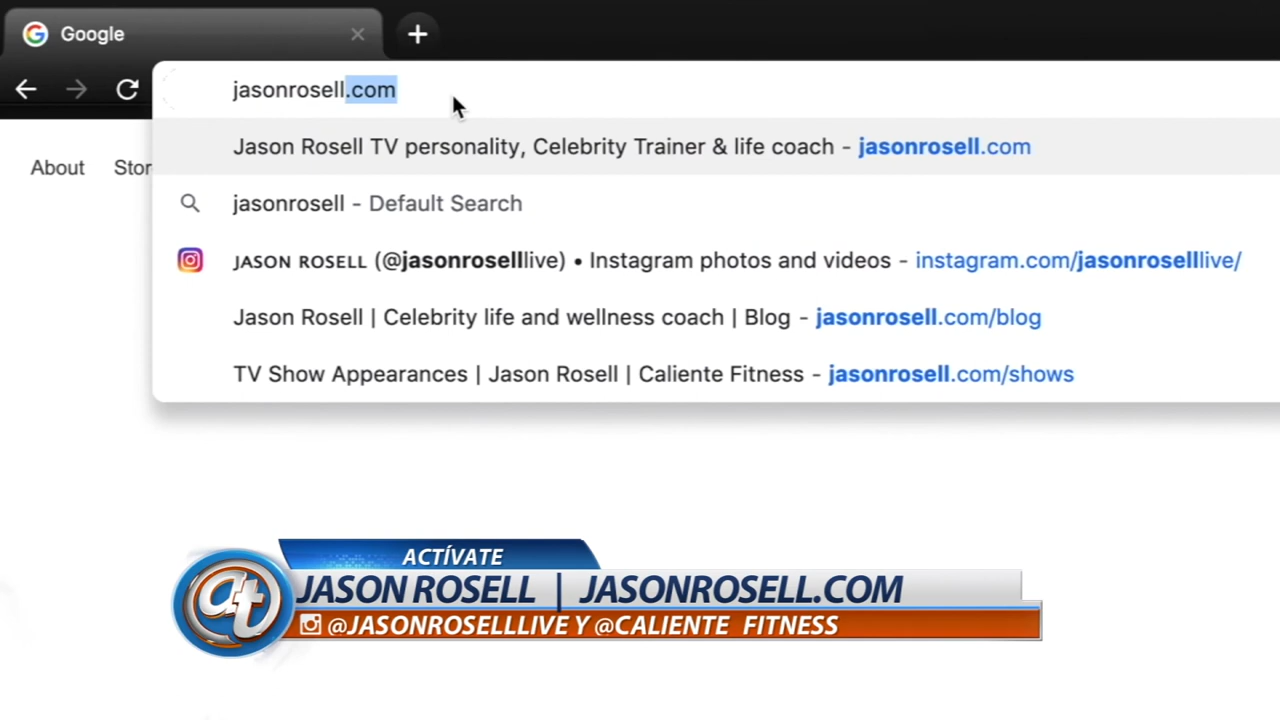 Google
jasonrosell.com
About Stor
Jason Rosell TV personality, Celebrity Trainer & life coach - jasonrosell.com
jasonrosell - Default Search
JASON ROSELL (@jasonroselllive) • Instagram photos and videos - instagram.com/jasonroselllive/
Jason Rosell | Celebrity life and wellness coach | Blog - jasonrosell.com/blog
TV Show Appearances | Jason Rosell | Caliente Fitness - jasonrosell.com/shows
at
ACTÍVATE
JASON ROSELL | JASONROSELL.COM
@JASONROSELLLIVE Y @CALIENTE FITNESS